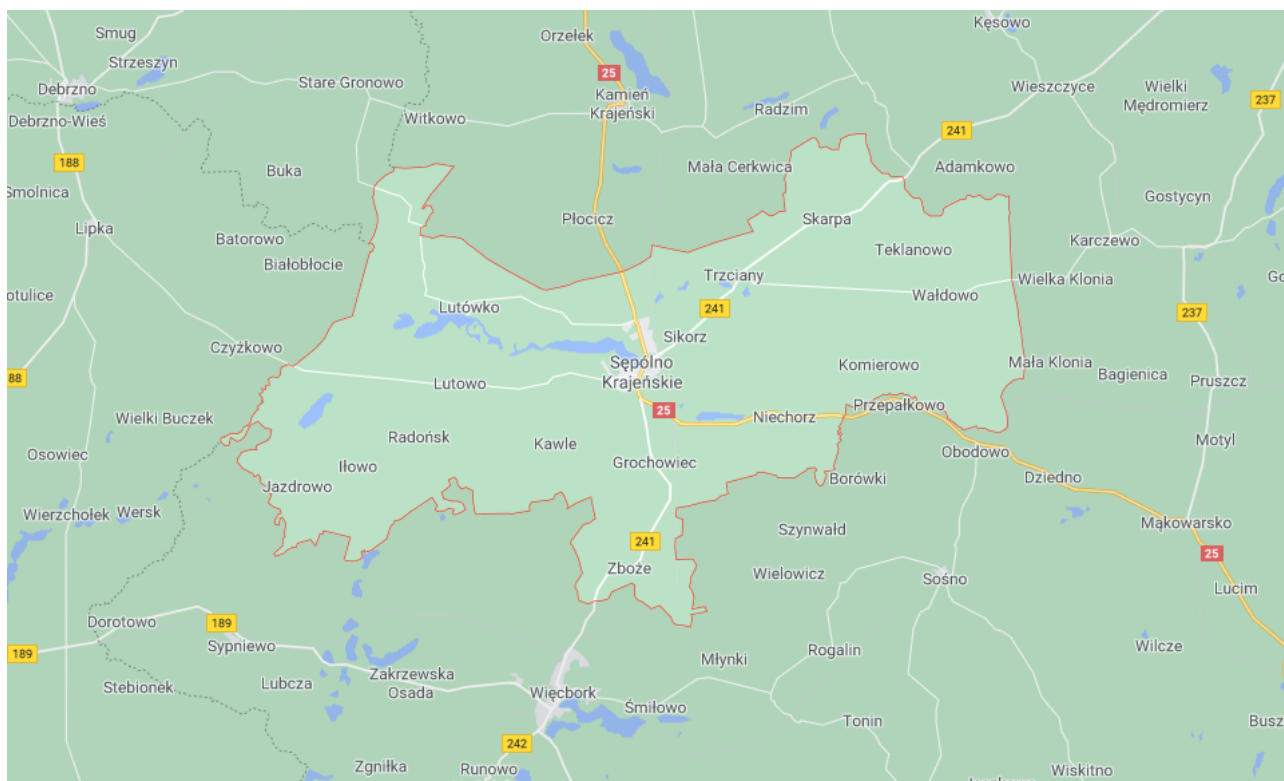 Smug
Strzeszyn
Debrzno
Debrzno-Wieś
188
Smolnica
Lipka
Stare Gronowo
Witkowo
Buka
Batorowo
Białobłocie
Orzełek
25
Kamień
Krajeński
Radzim
Mała Cerkwica
Płocicz
Kęsowo
Wieszczyce
Wielki
Mędromierz
237
241
Adamkowo
Gostycyn
Skarpa
Teklanowo
Karczewo
Trzciany
Wałdowo
Wielka Klonia
Go
otulice
Lutówko
241
237
Sikorz
Czyżkowo
Sępólno
Krajeńskie
Komierowo
Mała Klonia
Bagienica
Pruszcz
88
Lutowo
25
Niechorz
Przepałkowo
Wielki Buczek
Radońsk
Kawle
Motyl
Osowiec
Iłowo
Grochowiec
Obodowo
Jazdrowo
Borówki
Dziedno
Wierzchołek
Wersk
Szynwałd
Mąkowarsko
241
25
Zboże
Wielowicz
Sośno
Lucim
Dorotowo
189
189
Sypniewo
Rogalin
Wilcze
Młynki
Stebionek
Lubcza
Zakrzewska
Osada
Więcbork
Śmiłowo
Tonin
Busz
242
Zgniłka
Runowo
Wiskitno